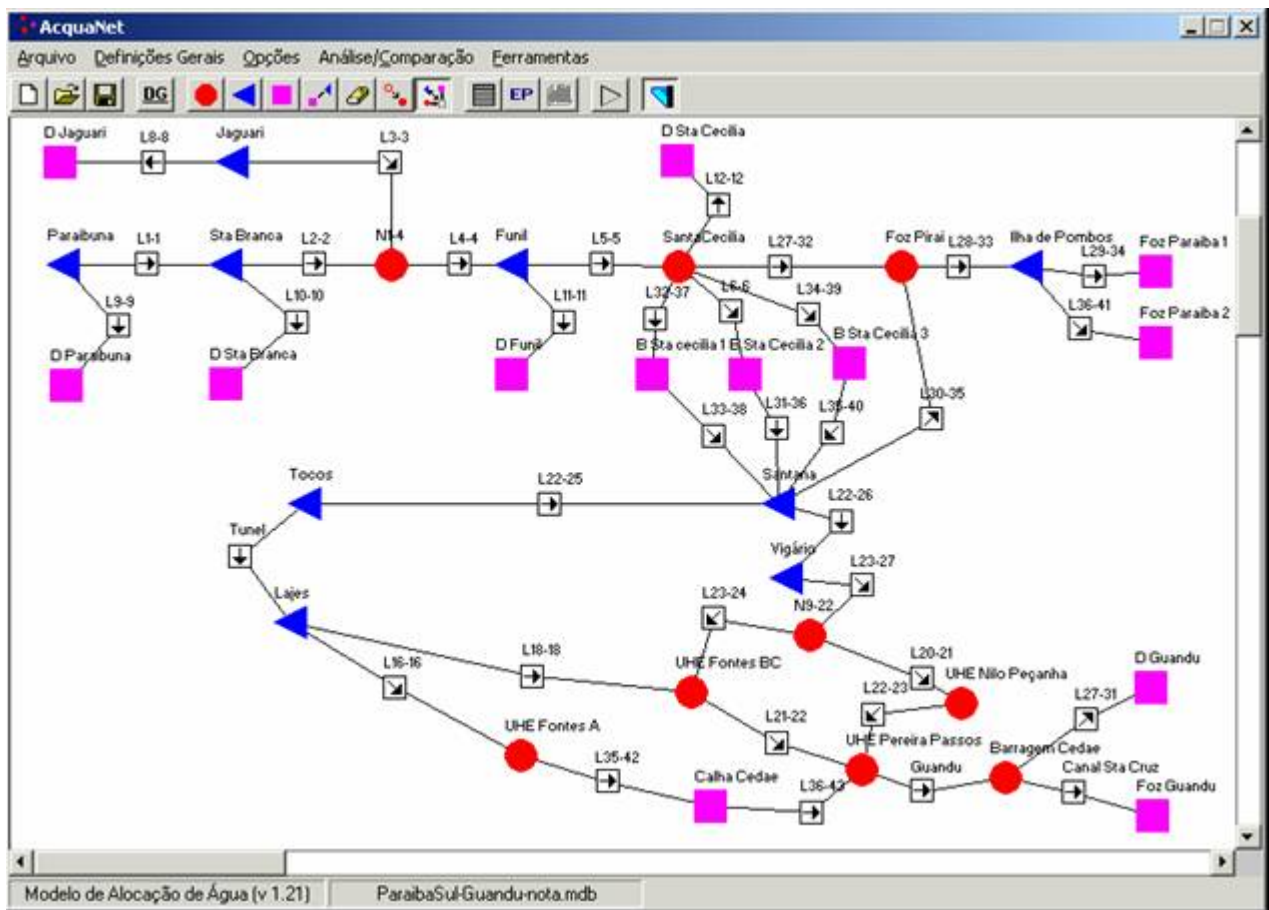 AcquaNet
Arquivo Definições Gerais Opções Análise/Comparação Ferramentas
DG EP
D Jaguari L8-8 Jaguari L3-3 D Sta Cecilia
L12-12
Paraibuna L1-1 Sta Branca L2-2 N1-4 L4-4 Funil L5-5 SantaCecilia L27-32 Foz Pirai L28-33 Ilha de Pombos L29-34 Foz Paraiba 1
L9-9 L10-10 L11-11 L32-37 L6-6 L34-39 L36-41 Foz Paraiba 2
D Paraibuna D Sta Branca D Funil B Sta cecilia 1 B Sta Cecilia 2 B Sta Cecilia 3
L33-38 L31-36 L35-40 L30-35
Tocos L22-25 Santana L22-26
Tunel Vigário L23-27
Lajes L23-24 N9-22
L16-16 L18-18 UHE Fontes BC L20-21 UHE Nilo Peçanha D Guandu
L22-23 L27-31
UHE Fontes A L21-22 UHE Pereira Passos Barragem Cedae
L35-42 Calha Cedae L36-43 Guandu Canal Sta Cruz Foz Guandu
Modelo de Alocação de Água (v 1.21) ParaibaSul-Guandu-nota.mdb